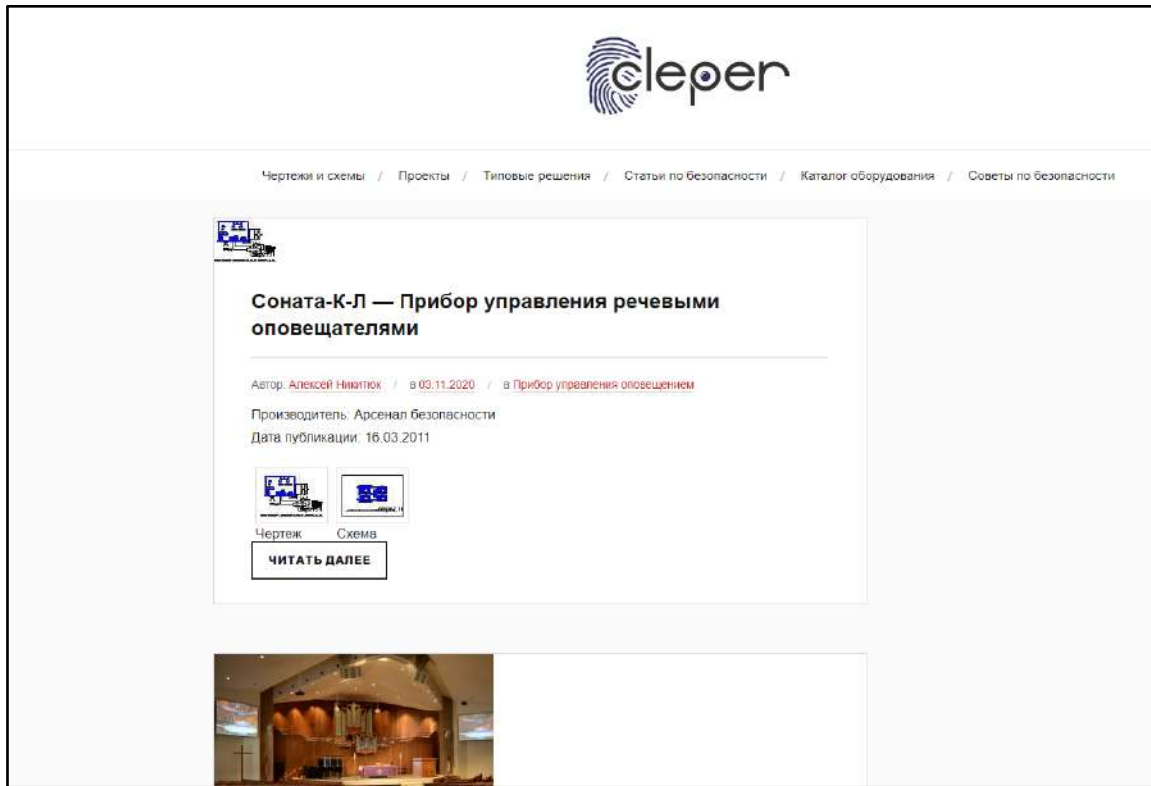 cleper
Чертежи и схемы / Проекты / Типовые решения / Статьи по безопасности / Каталог оборудования / Советы по безопасности
Соната-К-Л — Прибор управления речевыми
оповещателями
Автор: Алексей Никитюк / в 03.11.2020 / в Прибор управления оповещением
Производитель: Арсенал безопасности
Дата публикации: 16.03.2011
Чертеж Схема
ЧИТАТЬ ДАЛЕЕ